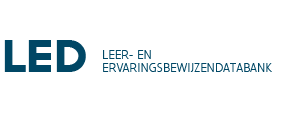 LED
LEER- EN
ERVARINGSBEWIJZENDATABANK